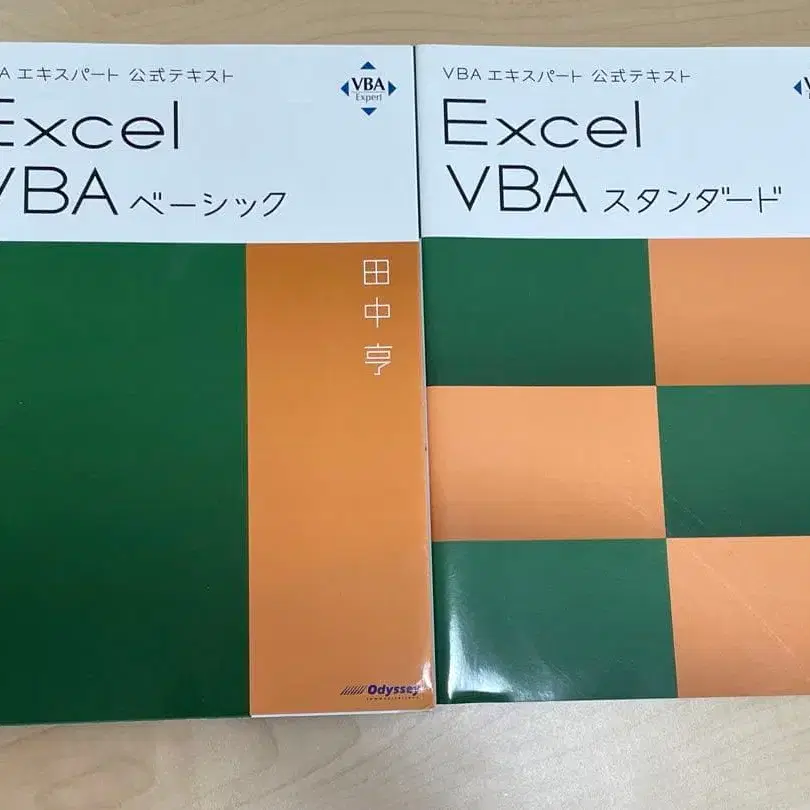 A エキスパート 公式テキスト
VBA
Expert
Excel
VBA ベーシック
田中亨
Odyssey
VBA エキスパート 公式テキスト
Excel
VBA スタンダード